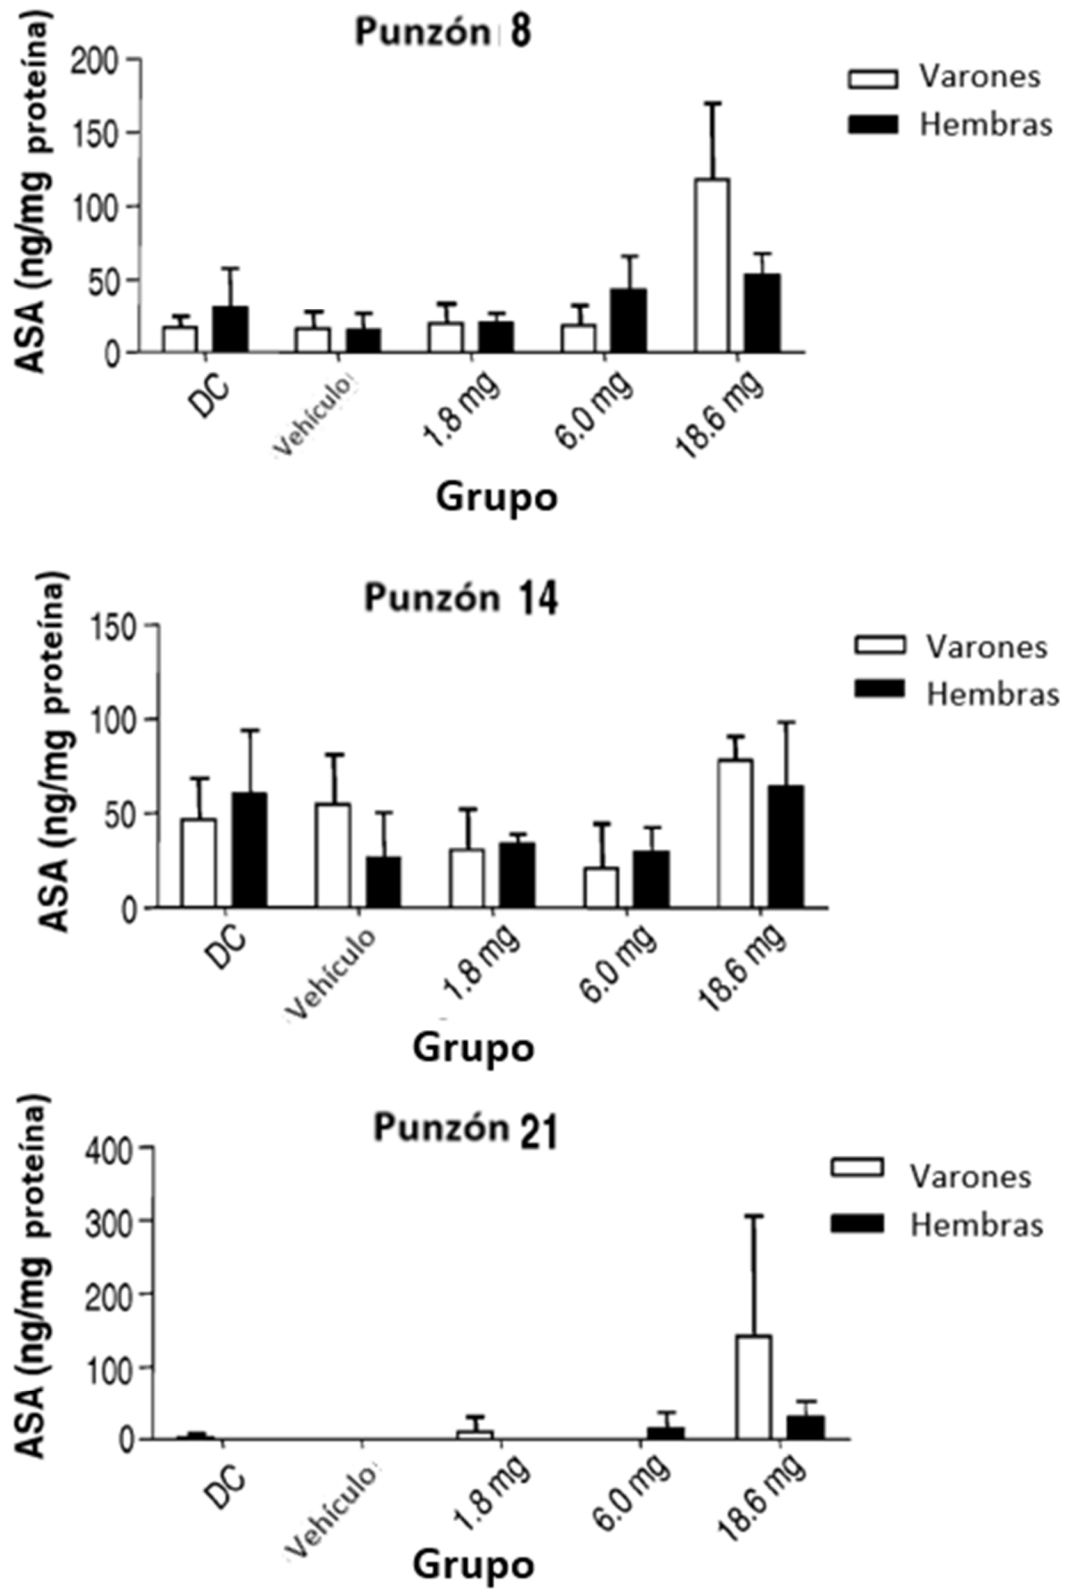 Punzón 8
ASA (ng/mg proteína)
200
150
100
50
0
Varones
Hembras
DC
Vehículo
1.8 mg
6.0 mg
18.6 mg
Grupo
Punzón 14
ASA (ng/mg proteína)
150
100
50
0
Varones
Hembras
DC
Vehículo
1.8 mg
6.0 mg
18.6 mg
Grupo
Punzón 21
ASA (ng/mg proteína)
400
300
200
100
0
Varones
Hembras
DC
Vehículo
1.8 mg
6.0 mg
18.6 mg
Grupo